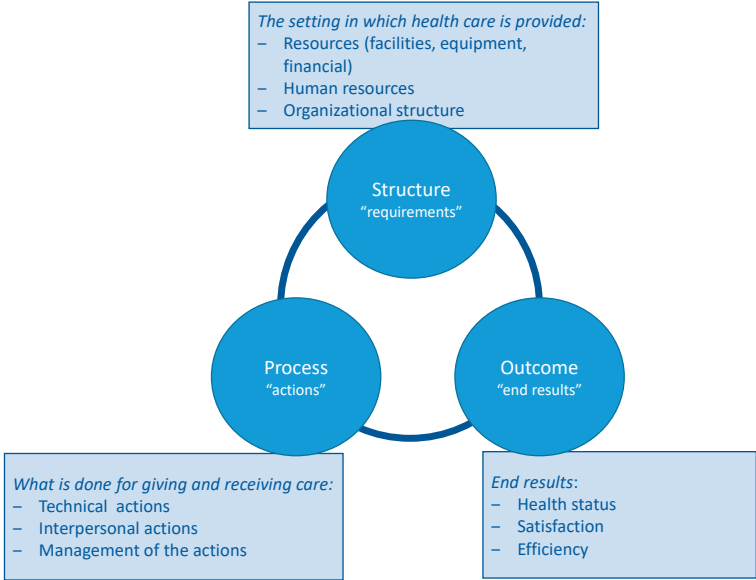 The setting in which health care is provided:
– Resources (facilities, equipment,
financial)
– Human resources
– Organizational structure
Structure
“requirements”
Process
“actions”
Outcome
“end results”
What is done for giving and receiving care:
– Technical actions
– Interpersonal actions
– Management of the actions
End results:
– Health status
– Satisfaction
– Efficiency